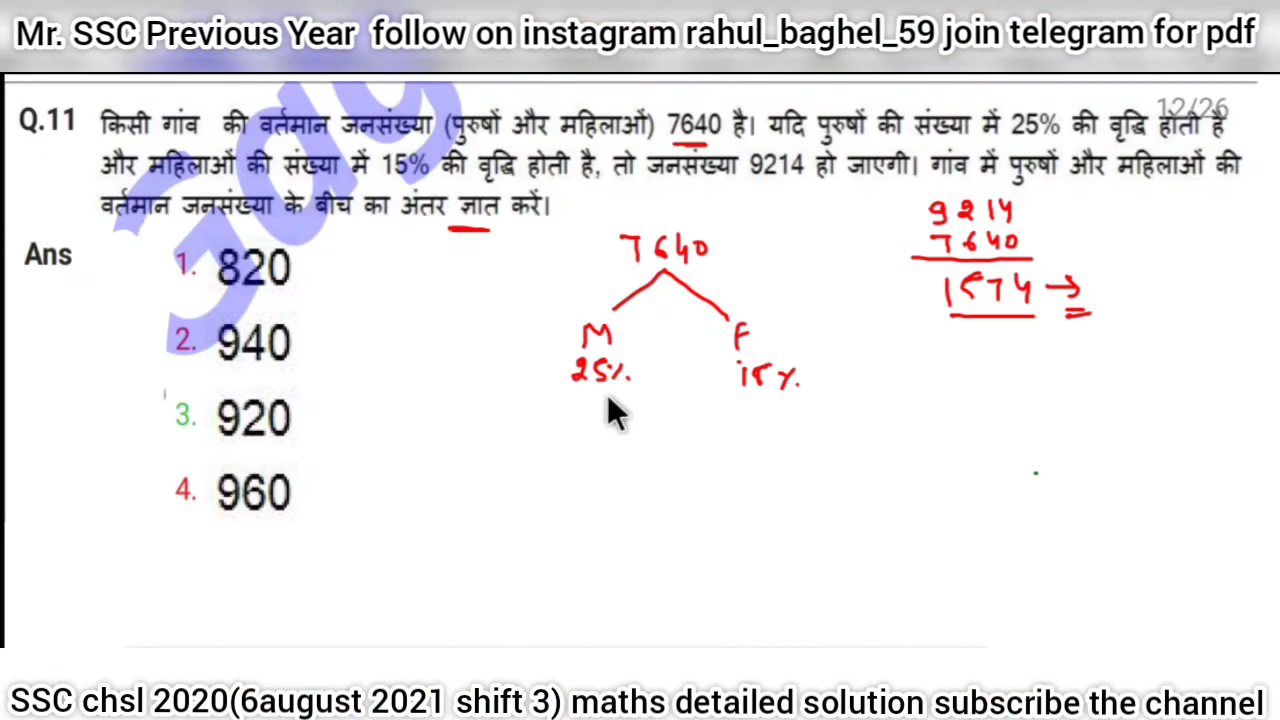 Mr. SSC Previous Year follow on instagram rahul_baghel_59 join telegram for pdf
12/26
Q.11 किसी गांव की वर्तमान जनसंख्या (पुरुषों और महिलाओं) 7640 है। यदि पुरुषों की संख्या में 25% की वृद्धि होती है
और महिलाओं की संख्या में 15% की वृद्धि होती है, तो जनसंख्या 9214 हो जाएगी। गांव में पुरुषों और महिलाओं की
वर्तमान जनसंख्या के बीच का अंतर ज्ञात करें।
9214
7640
1574 →
Ans
1. 820
2. 940
3. 920
4. 960
7640
M F
25% 15%
SSC chsl 2020(6august 2021 shift 3) maths detailed solution subscribe the channel